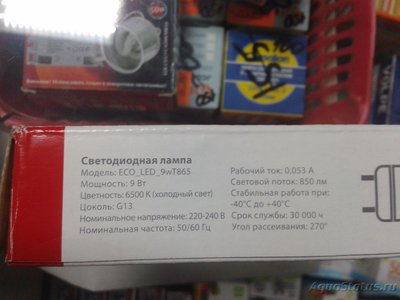 Светодиодная лампа
Модель: ECO_LED_9wT865
Мощность: 9 Вт
Цветность: 6500 К (холодный свет)
Цоколь: G13
Номинальное напряжение: 220-240 В
Номинальная частота: 50/60 Гц
Рабочий ток: 0,053 А
Световой поток: 850 лм
Стабильная работа при:
-40°C до +40°C
Срок службы: 30 000 ч
Угол рассеивания: 270°
AquaStatus.ru